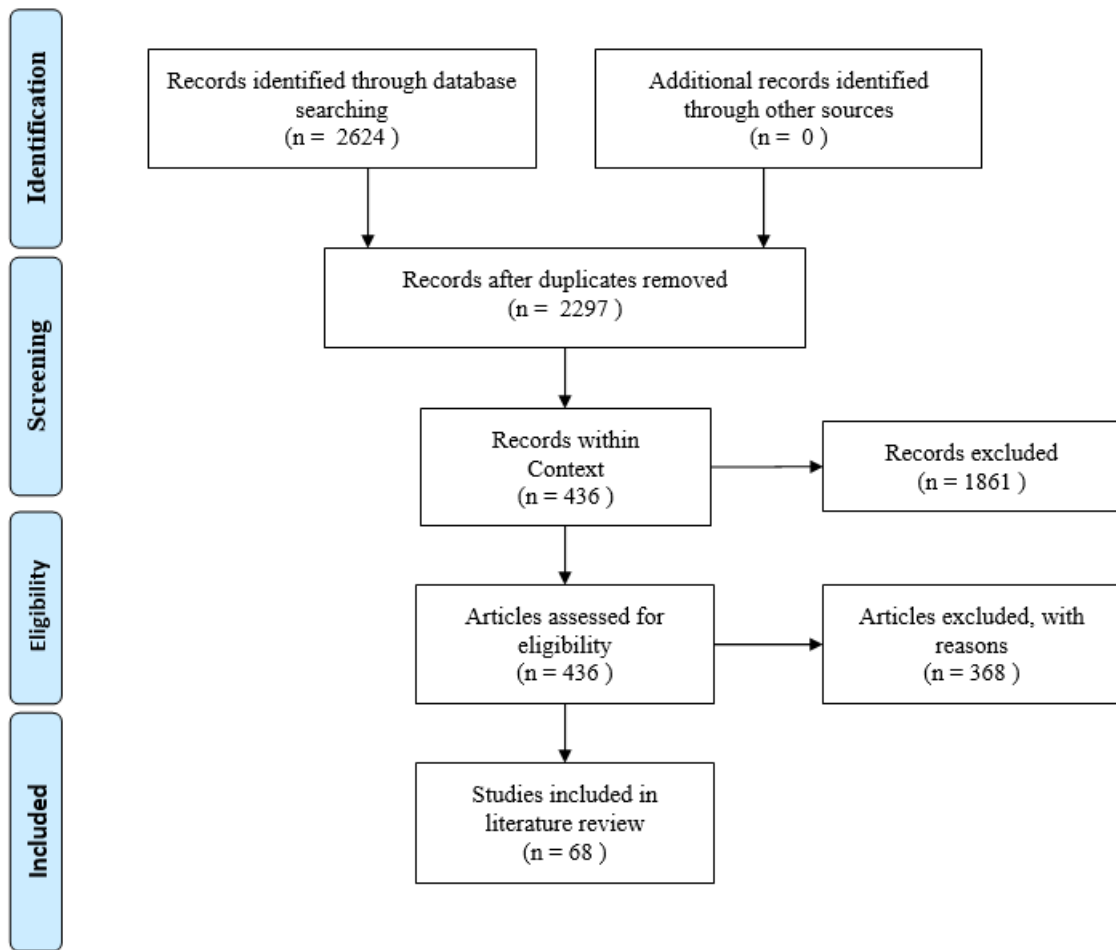 Identification
Records identified through database
searching
(n = 2624 )
Additional records identified
through other sources
(n = 0 )
Screening
Records after duplicates removed
(n = 2297 )
Records within
Context
(n = 436 )
Records excluded
(n = 1861 )
Eligibility
Articles assessed for
eligibility
(n = 436 )
Articles excluded, with
reasons
(n = 368 )
Included
Studies included in
literature review
(n = 68 )